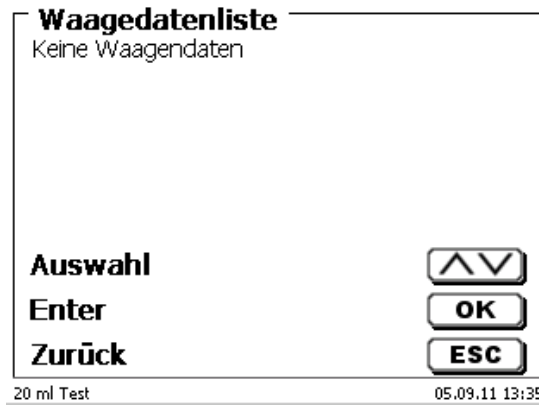 Waagedatenliste
Keine Waagendaten
Auswahl
Enter OK
Zurück ESC
20 ml Test 05.09.11 13:35